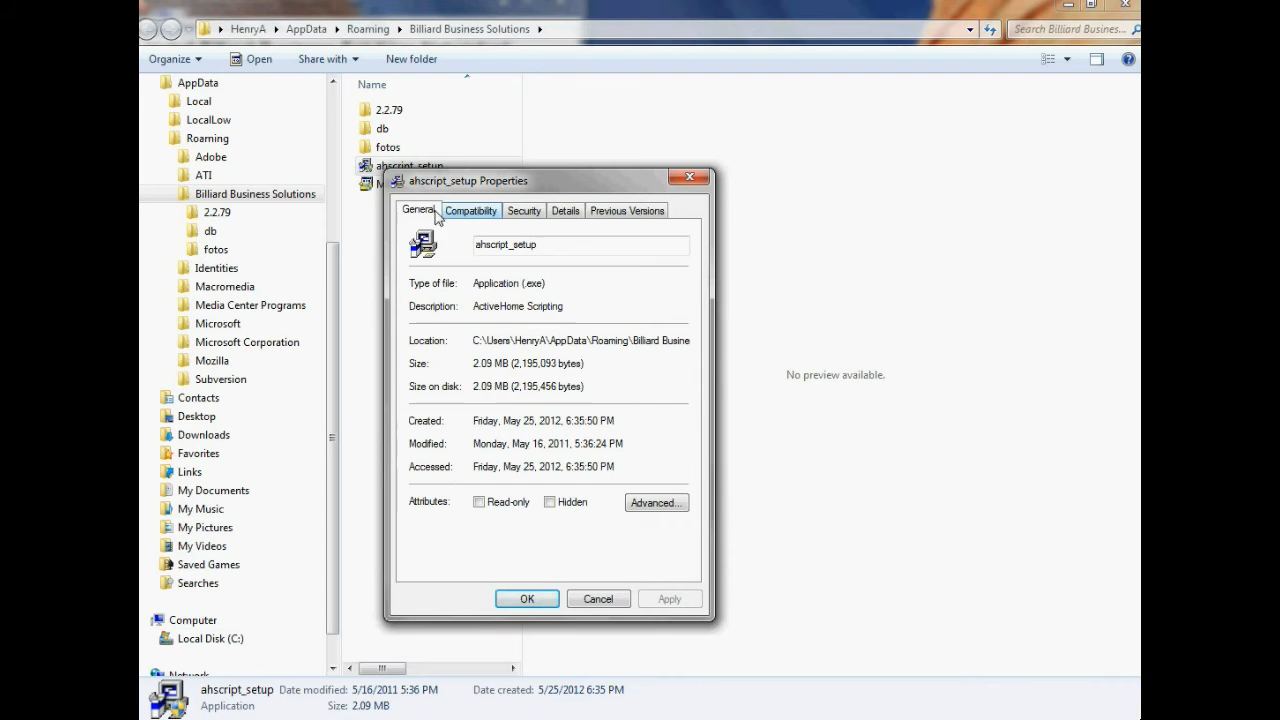 HenryA ▸ AppData ▸ Roaming ▸ Billiard Business Solutions ▸
Search Billiard Busines...
Organize Open Share with New folder
AppData
Local
LocalLow
Roaming
Adobe
ATI
Billiard Business Solutions
2.2.79
db
fotos
Identities
Macromedia
Media Center Programs
Microsoft
Microsoft Corporation
Mozilla
Subversion
Contacts
Desktop
Downloads
Favorites
Links
My Documents
My Music
My Pictures
My Videos
Saved Games
Searches
Computer
Local Disk (C:)
Network
Name
2.2.79
db
fotos
ahscript_setup
M
ahscript_setup Properties
General Compatibility Security Details Previous Versions
ahscript_setup
Type of file: Application (.exe)
Description: ActiveHome Scripting
Location: C:\Users\HenryA\AppData\Roaming\Billiard Busine
Size: 2.09 MB (2,195,093 bytes)
Size on disk: 2.09 MB (2,195,456 bytes)
Created: Friday, May 25, 2012, 6:35:50 PM
Modified: Monday, May 16, 2011, 5:36:24 PM
Accessed: Friday, May 25, 2012, 6:35:50 PM
Attributes: Read-only Hidden Advanced...
OK Cancel Apply
No preview available.
ahscript_setup Date modified: 5/16/2011 5:36 PM Date created: 5/25/2012 6:35 PM
Application Size: 2.09 MB